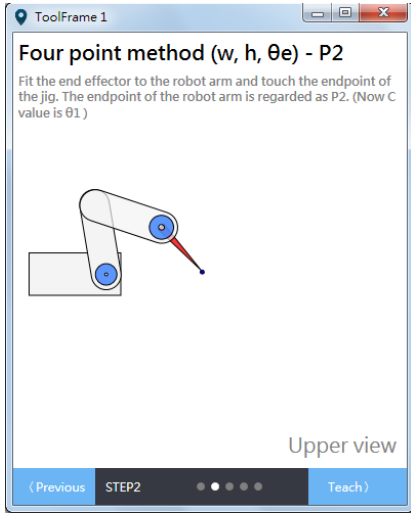 ToolFrame 1
Four point method (w, h, θe) - P2
Fit the end effector to the robot arm and touch the endpoint of
the jig. The endpoint of the robot arm is regarded as P2. (Now C
value is θ1 )
Upper view
〈 Previous STEP2 Teach 〉